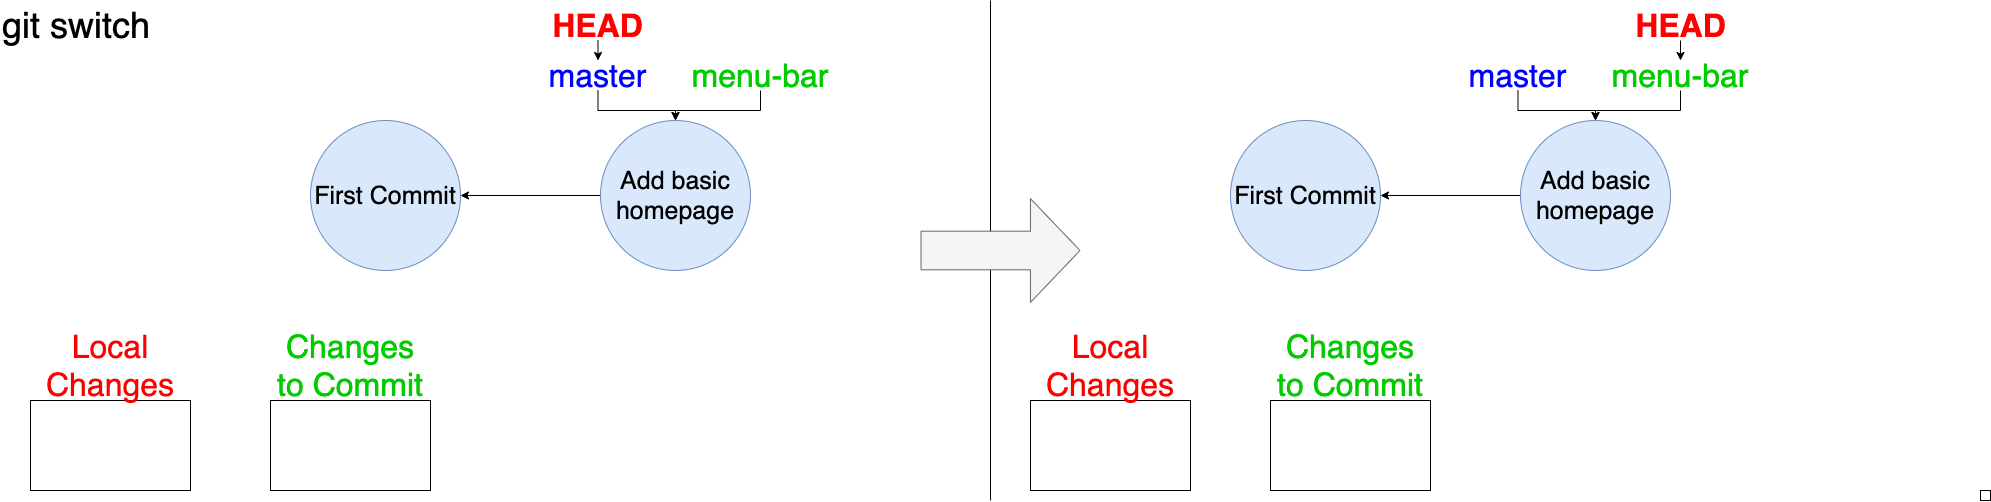 git switch
HEAD
master
menu-bar
First Commit
Add basic
homepage
Local
Changes
Changes
to Commit
HEAD
master
menu-bar
First Commit
Add basic
homepage
Local
Changes
Changes
to Commit